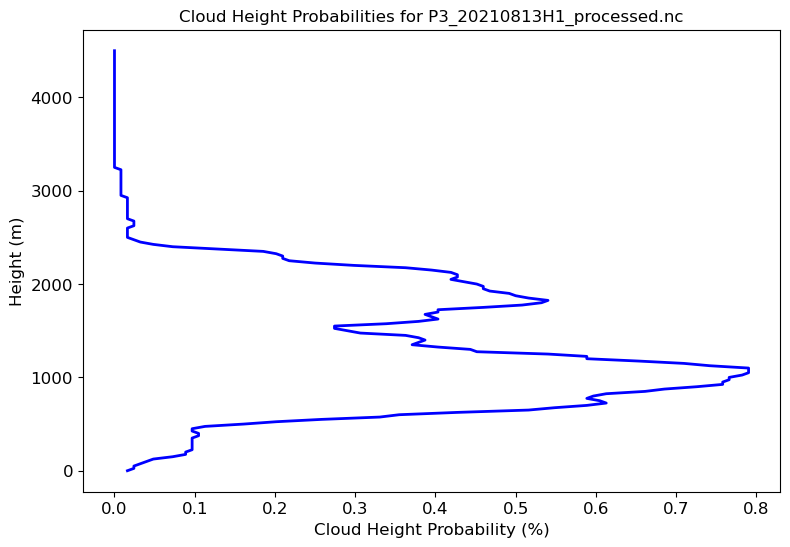 Cloud Height Probabilities for P3_20210813H1_processed.nc
Height (m)
4000
3000
2000
1000
0
0.0 0.1 0.2 0.3 0.4 0.5 0.6 0.7 0.8
Cloud Height Probability (%)